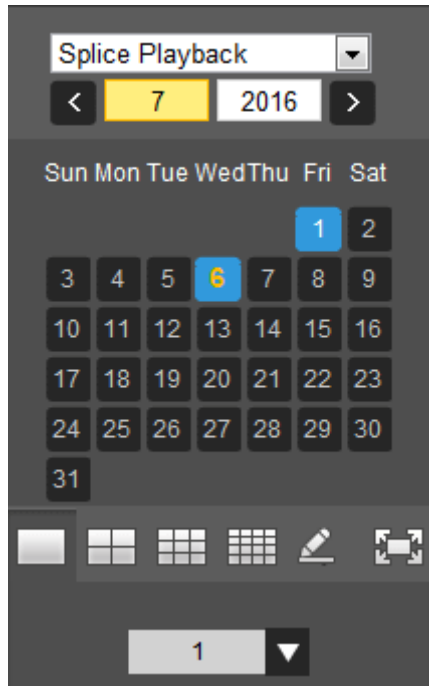 Splice Playback
7 2016
Sun Mon Tue Wed Thu Fri Sat
1 2
3 4 5 6 7 8 9
10 11 12 13 14 15 16
17 18 19 20 21 22 23
24 25 26 27 28 29 30
31
1